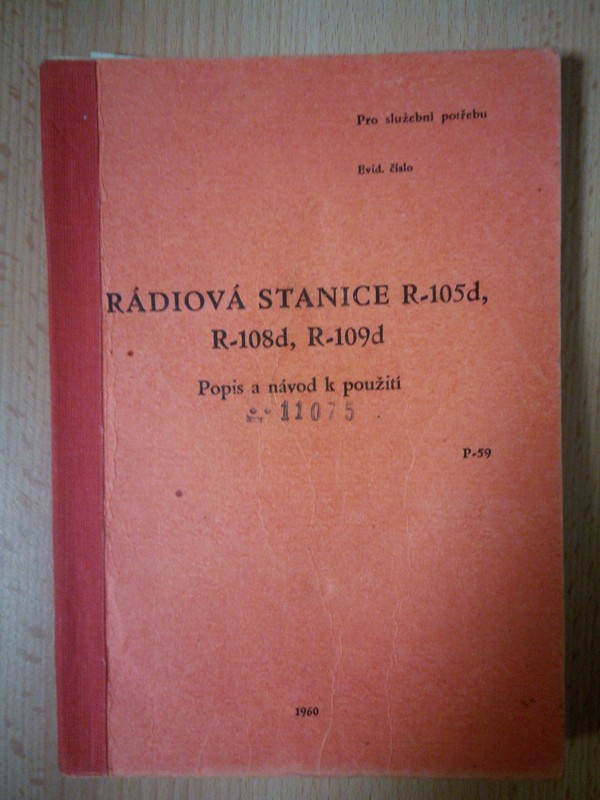 Pro služební potřebu
Evid. číslo
RÁDIOVÁ STANICE R-105d,
R-108d, R-109d
Popis a návod k použití
11075
P-59
1960